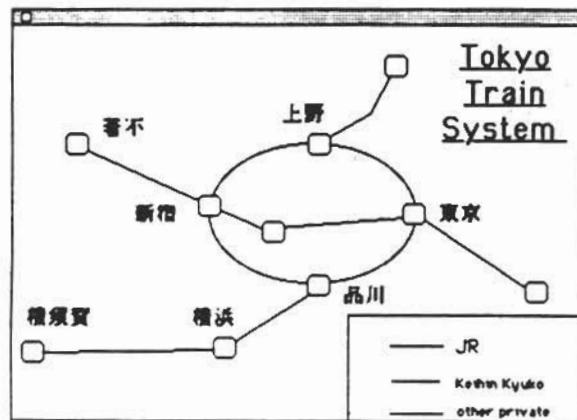 Tokyo
Train
System
上野
新宿
東京
品川
横浜
横須賀
JR
Keihin Kyuko
other private